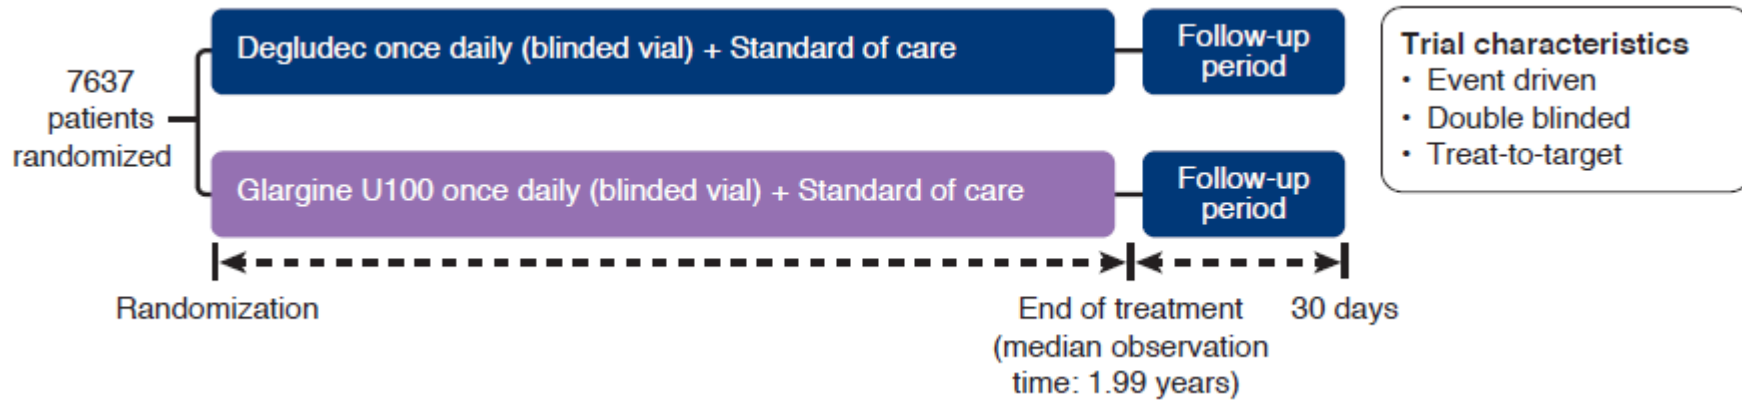 7637
patients
randomized
Degludec once daily (blinded vial) + Standard of care
Follow-up
period
Glargine U100 once daily (blinded vial) + Standard of care
Follow-up
period
Randomization
End of treatment
(median observation
time: 1.99 years)
30 days
Trial characteristics
• Event driven
• Double blinded
• Treat-to-target